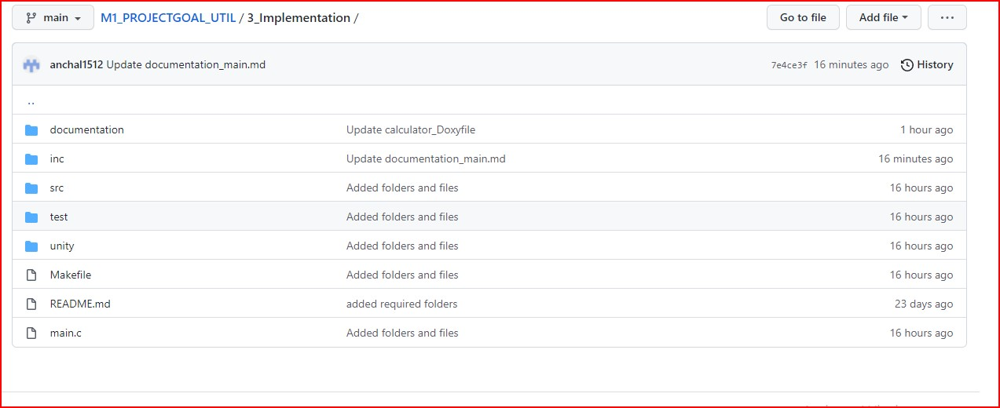 main M1_PROJECTGOAL_UTIL / 3_Implementation / Go to file Add file ...
anchal1512 Update documentation_main.md 7e4ce3f 16 minutes ago History
..
documentation Update calculator_Doxyfile 1 hour ago
inc Update documentation_main.md 16 minutes ago
src Added folders and files 16 hours ago
test Added folders and files 16 hours ago
unity Added folders and files 16 hours ago
Makefile Added folders and files 16 hours ago
README.md added required folders 23 days ago
main.c Added folders and files 16 hours ago